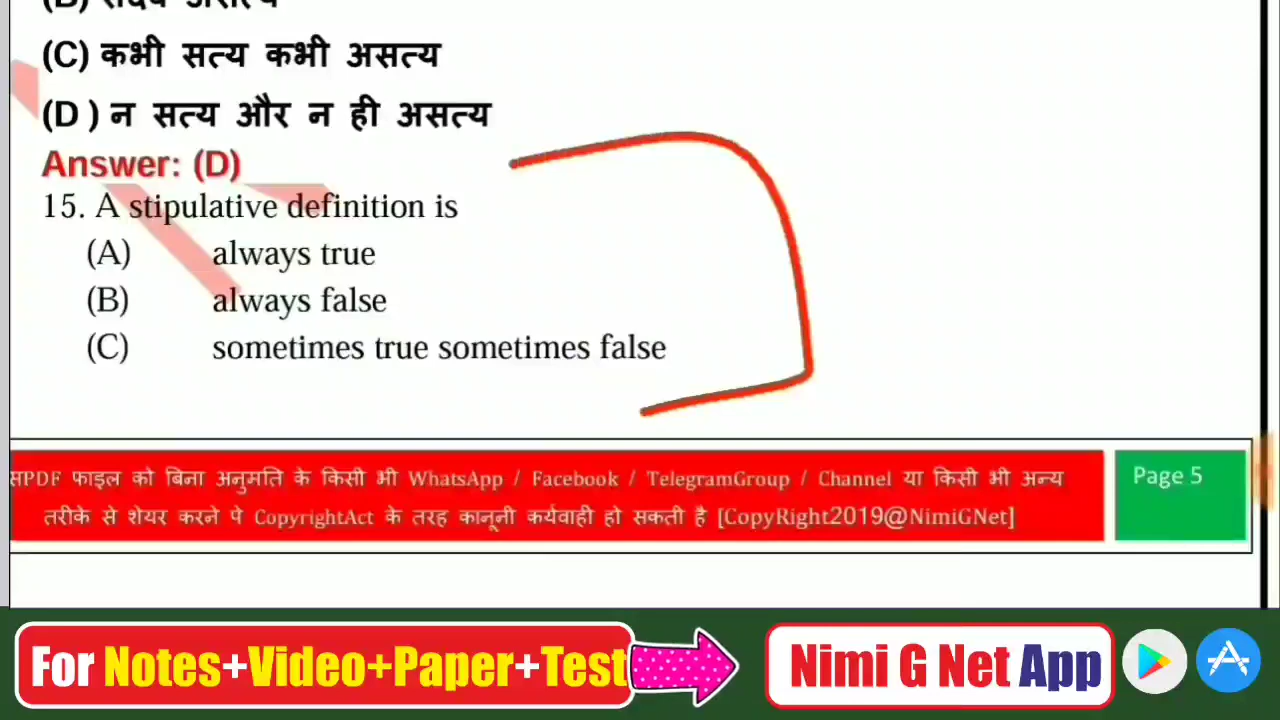 (B) सदैव असत्य
(C) कभी सत्य कभी असत्य
(D ) न सत्य और न ही असत्य
Answer: (D)
15. A stipulative definition is
(A) always true
(B) always false
(C) sometimes true sometimes false
सPDF फाइल को बिना अनुमति के किसी भी WhatsApp / Facebook / TelegramGroup / Channel या किसी भी अन्य
तरीके से शेयर करने पे CopyrightAct के तरह कानूनी कर्यवाही हो सकती है [CopyRight2019@NimiGNet]
Page 5
For Notes+Video+Paper+Test
Nimi G Net App